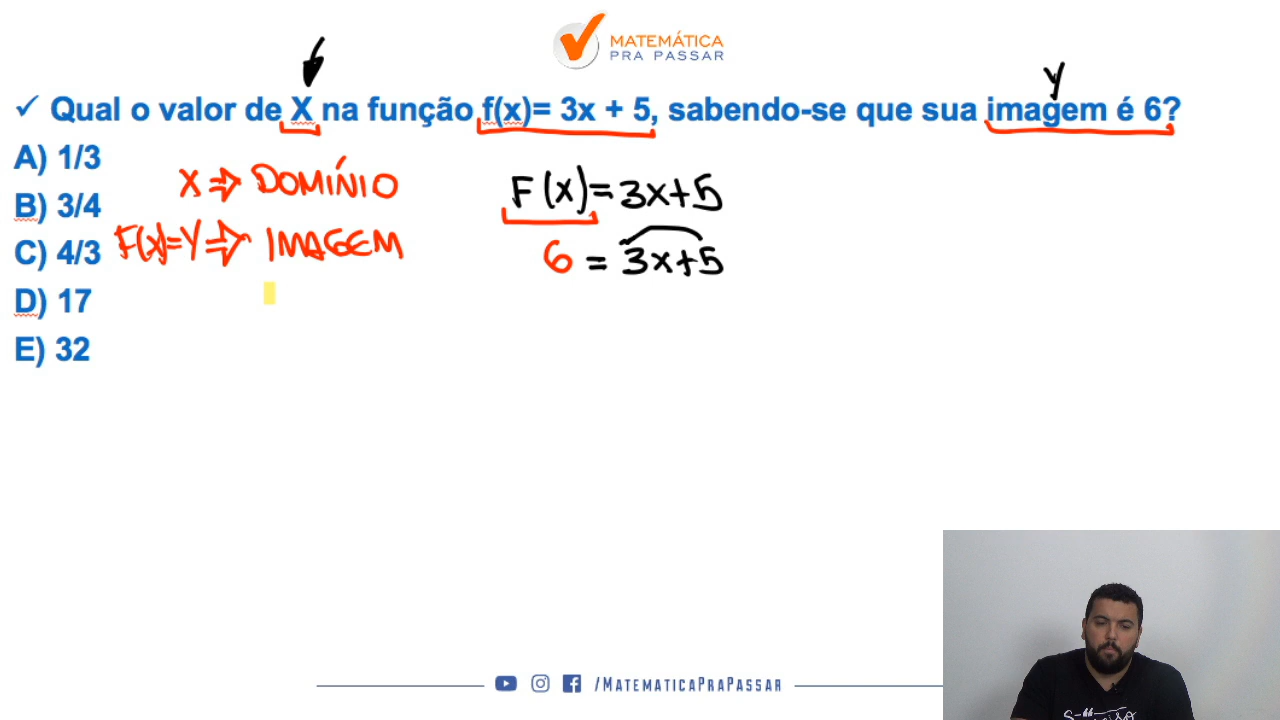 MATEMÁTICA
PRA PASSAR
Y
✓ Qual o valor de X na função f(x)= 3x + 5, sabendo-se que sua imagem é 6?
A) 1/3
B) 3/4
C) 4/3
D) 17
E) 32
X ⇒ DOMÍNIO
F(x)=Y ⇒ IMAGEM
F(x)=3x+5
6 = 3x+5
/MATEMATICAPRAPASSAR